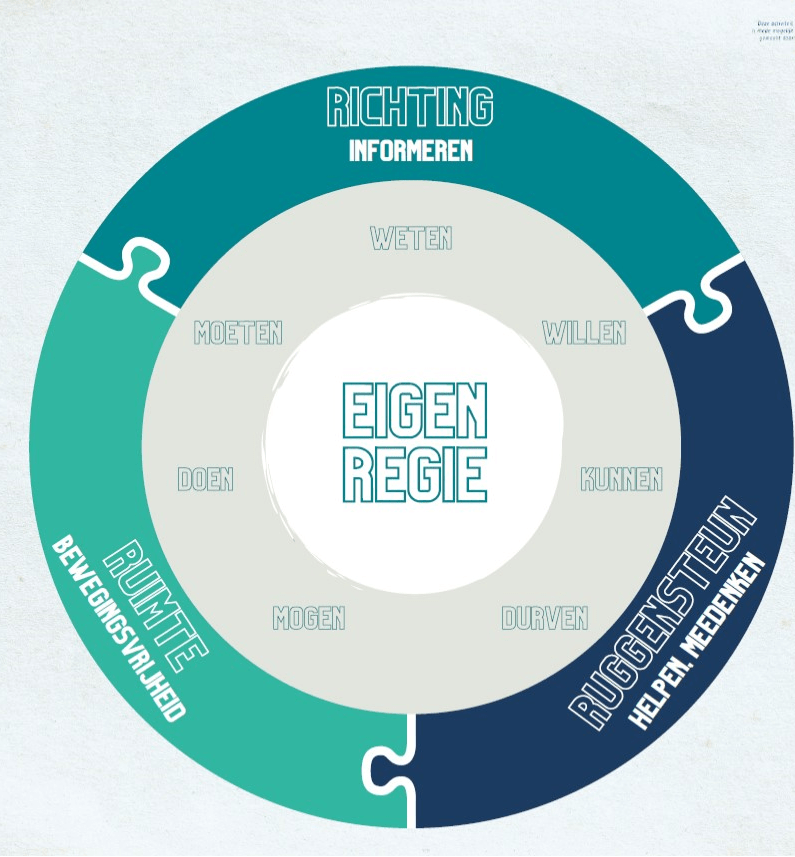 RICHTING
INFORMEREN
WETEN
MOETEN
WILLEN
EIGEN
REGIE
DOEN
KUNNEN
MOGEN
DURVEN
RUIMTE
BEWEGINGSVRIJHEID
RUGGENSTEUN
HELPEN, MEEDENKEN